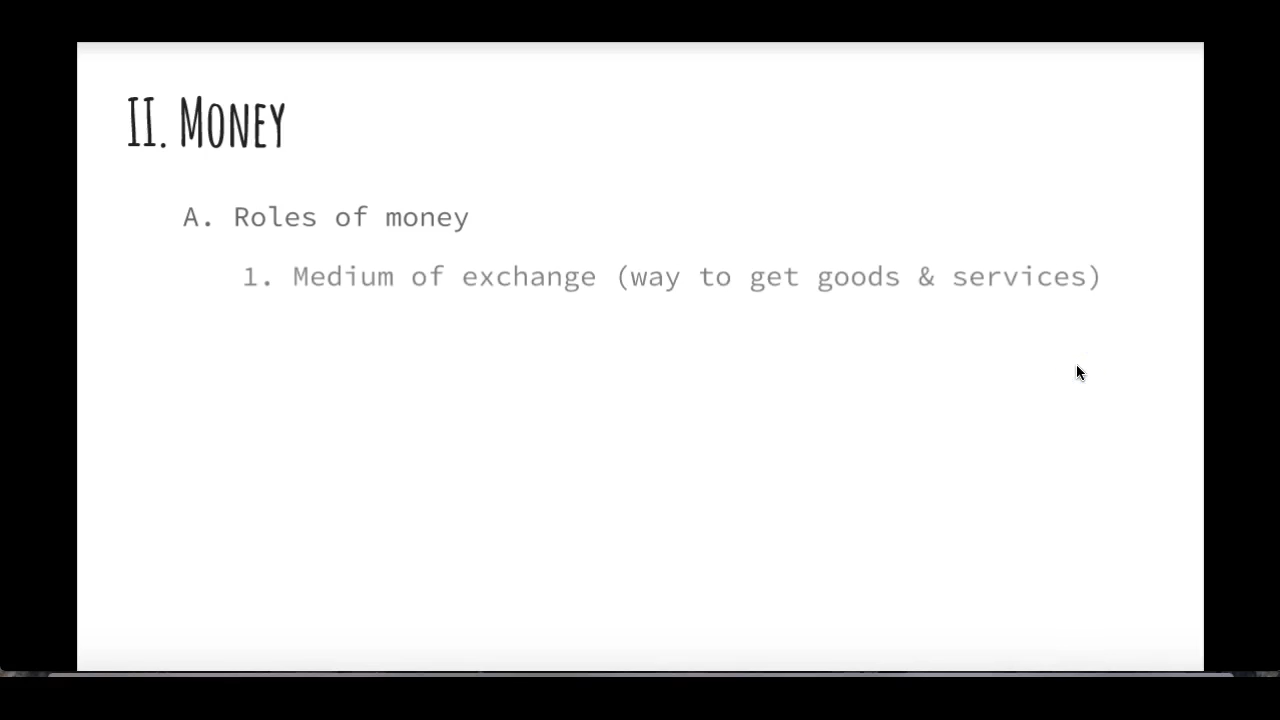 II. Money
A. Roles of money
1. Medium of exchange (way to get goods & services)